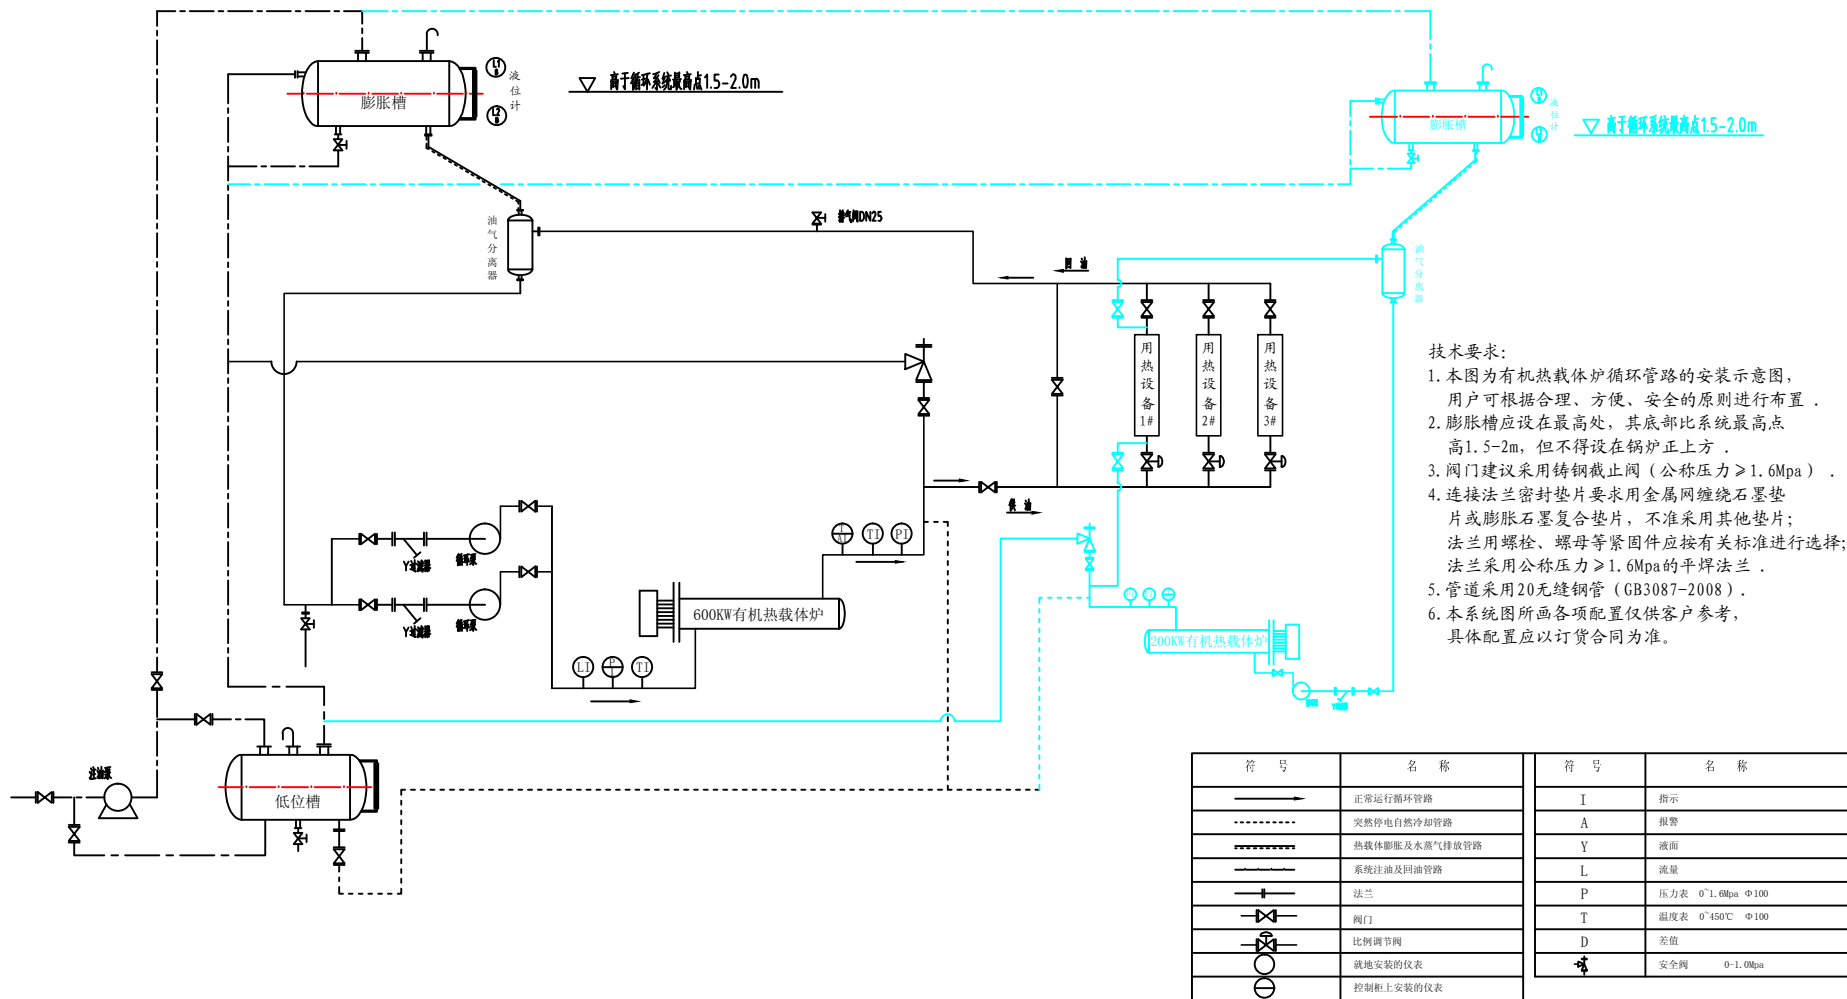 L1
液位计
L2
膨胀槽
高于循环系统最高点1.5-2.0m
液位计
膨胀槽
高于循环系统最高点1.5-2.0m
油气分离器
排气阀DN25
回 油
油气分离器
用热设备1#
用热设备2#
用热设备3#
供 油
TI
PI
循环泵
循环泵
600KW有机热载体炉
LI
TI
200KW有机热载体炉
注油泵
低位槽
技术要求:
1.本图为有机热载体炉循环管路的安装示意图,
用户可根据合理、方便、安全的原则进行布置 .
2.膨胀槽应设在最高处, 其底部比系统最高点
高1.5-2m, 但不得设在锅炉正上方 .
3.阀门建议采用铸钢截止阀(公称压力≥1.6Mpa) .
4.连接法兰密封垫片要求用金属网缠绕石墨垫
片或膨胀石墨复合垫片, 不准采用其他垫片;
法兰用螺栓、螺母等紧固件应按有关标准进行选择;
法兰采用公称压力≥1.6Mpa的平焊法兰 .
5.管道采用20无缝钢管(GB3087-2008).
6.本系统图所画各项配置仅供客户参考,
具体配置应以订货合同为准。
符 号 名 称 符 号 名 称
正常运行循环管路 I 指示
突然停电自然冷却管路 A 报警
热载体膨胀及水蒸气排放管路 Y 液面
系统注油及回油管路 L 流量
法兰 P 压力表 0~1.6Mpa Φ100
阀门 T 温度表 0~450℃ Φ100
比例调节阀 D 差值
就地安装的仪表 安全阀 0-1.0Mpa
控制柜上安装的仪表